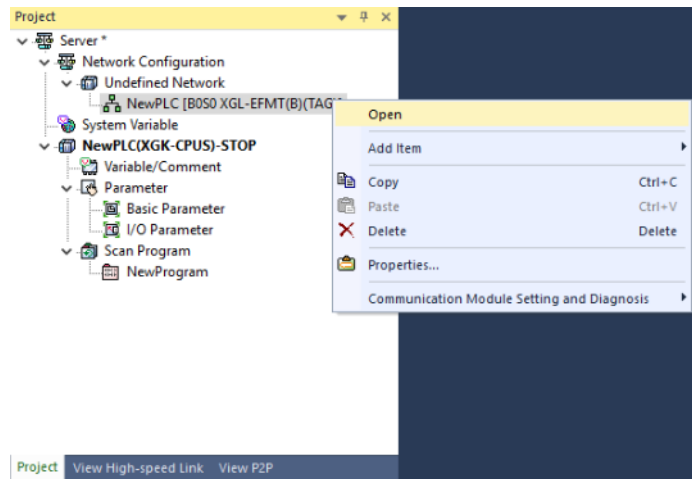 Project
Server *
Network Configuration
Undefined Network
NewPLC [B0S0 XGL-EFMT(B)(TAG)
System Variable
NewPLC(XGK-CPUS)-STOP
Variable/Comment
Parameter
Basic Parameter
I/O Parameter
Scan Program
NewProgram
Open
Add Item
Copy Ctrl+C
Paste Ctrl+V
Delete Delete
Properties...
Communication Module Setting and Diagnosis
Project View High-speed Link View P2P